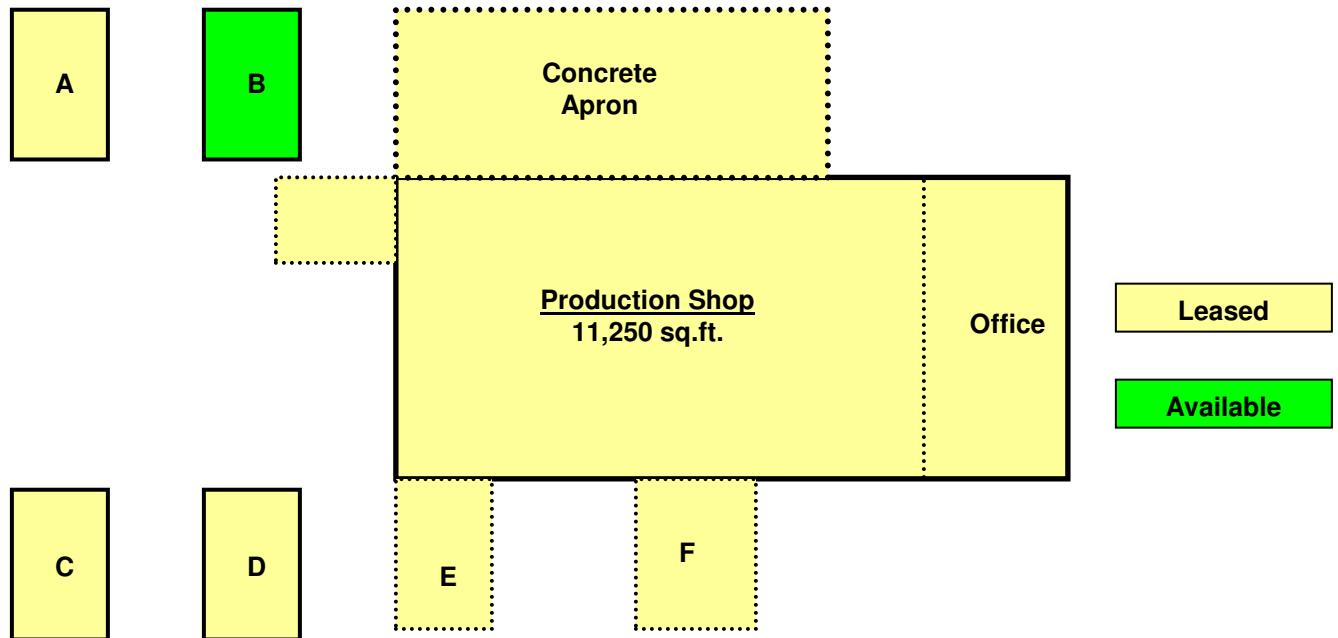 A
B
Concrete
Apron
Production Shop
11,250 sq.ft.
Office
Leased
Available
C
D
E
F